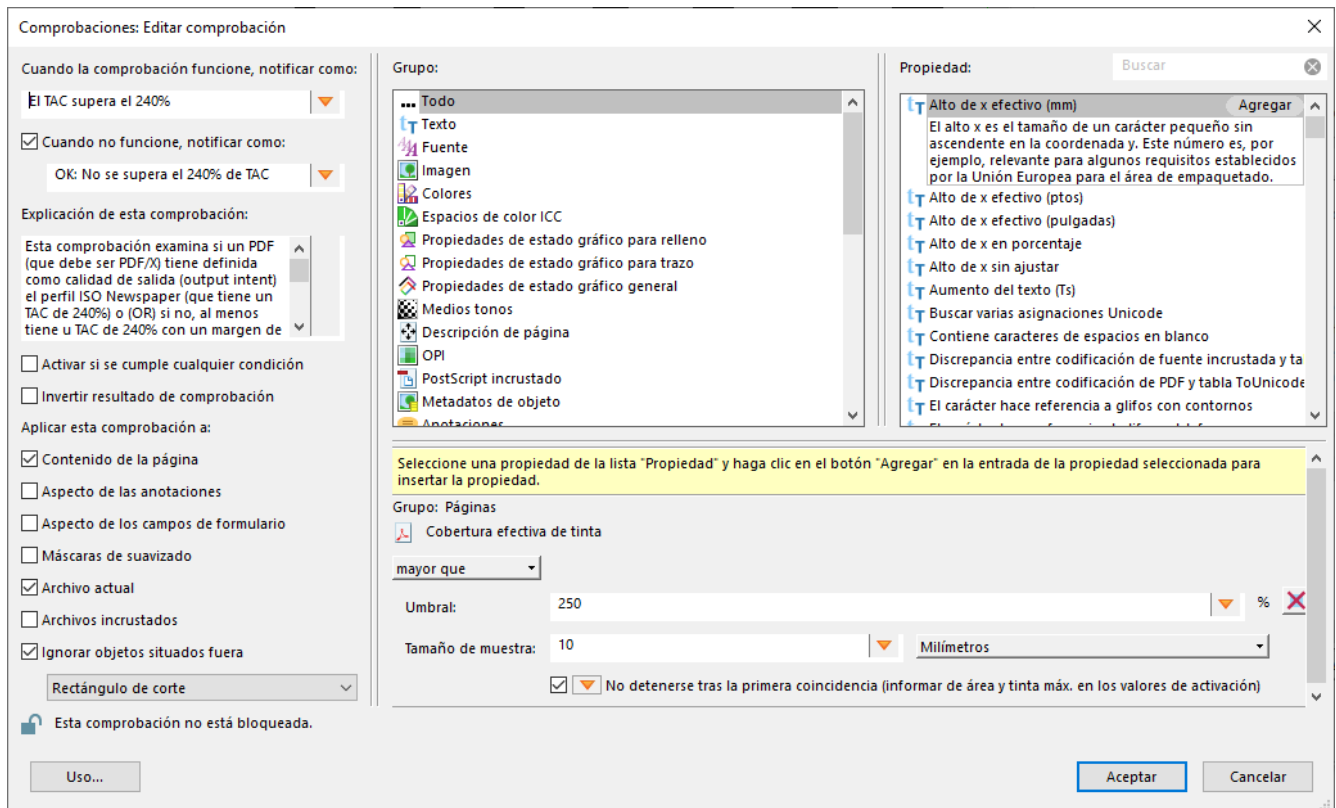 Comprobaciones: Editar comprobación
Cuando la comprobación funcione, notificar como:
El TAC supera el 240%
Cuando no funcione, notificar como:
OK: No se supera el 240% de TAC
Explicación de esta comprobación:
Esta comprobación examina si un PDF
(que debe ser PDF/X) tiene definida
como calidad de salida (output intent)
el perfil ISO Newspaper (que tiene un
TAC de 240%) o (OR) si no, al menos
tiene u TAC de 240% con un margen de
Activar si se cumple cualquier condición
Invertir resultado de comprobación
Aplicar esta comprobación a:
Contenido de la página
Aspecto de las anotaciones
Aspecto de los campos de formulario
Máscaras de suavizado
Archivo actual
Archivos incrustados
Ignorar objetos situados fuera
Rectángulo de corte
Esta comprobación no está bloqueada.
Uso...
Grupo:
Todo
Texto
Fuente
Imagen
Colores
Espacios de color ICC
Propiedades de estado gráfico para relleno
Propiedades de estado gráfico para trazo
Propiedades de estado gráfico general
Medios tonos
Descripción de página
OPI
PostScript incrustado
Metadatos de objeto
Anotaciones
Propiedad:
Buscar
Alto de x efectivo (mm)
Agregar
El alto x es el tamaño de un carácter pequeño sin
ascendente en la coordenada y. Este número es, por
ejemplo, relevante para algunos requisitos establecidos
por la Unión Europea para el área de empaquetado.
Alto de x efectivo (ptos)
Alto de x efectivo (pulgadas)
Alto de x en porcentaje
Alto de x sin ajustar
Aumento del texto (Ts)
Buscar varias asignaciones Unicode
Contiene caracteres de espacios en blanco
Discrepancia entre codificación de fuente incrustada y ta
Discrepancia entre codificación de PDF y tabla ToUnicode
El carácter hace referencia a glifos con contornos
Seleccione una propiedad de la lista "Propiedad" y haga clic en el botón "Agregar" en la entrada de la propiedad seleccionada para
insertar la propiedad.
Grupo: Páginas
Cobertura efectiva de tinta
mayor que
Umbral:
250
%
Tamaño de muestra:
10
Milímetros
No detenerse tras la primera coincidencia (informar de área y tinta máx. en los valores de activación)
Aceptar
Cancelar